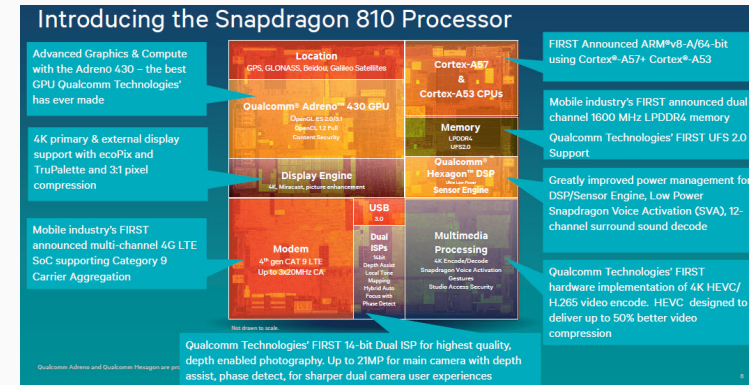 Introducing the Snapdragon 810 Processor
Advanced Graphics & Compute
with the Adreno 430 – the best
GPU Qualcomm Technologies'
has ever made
4K primary & external display
support with ecoPix and
TruPalette and 3:1 pixel
compression
Mobile industry's FIRST
announced multi-channel 4G LTE
SoC supporting Category 9
Carrier Aggregation
Location
GPS, GLONASS, Beidou, Galileo Satellites
Qualcomm® Adreno™ 430 GPU
OpenGL ES 2.0/3.1
OpenCL 1.2 Full
Content Security
Display Engine
4K, Miracast, picture enhancement
Modem
4th gen CAT 9 LTE
Up to 3x20MHz CA
USB
3.0
Dual
ISPs
14bit
Depth Assist
Local Tone
Mapping
Hybrid Auto
Focus with
Phase Detect
Cortex-A57
&
Cortex-A53 CPUs
Memory
LPDDR4
UFS2.0
Qualcomm®
Hexagon™ DSP
Ultra Low Power
Sensor Engine
Multimedia
Processing
4K Encode/Decode
Snapdragon Voice Activation
Gestures
Studio Access Security
FIRST Announced ARM®v8-A/64-bit
using Cortex®-A57+ Cortex®-A53
Mobile industry's FIRST announced dual
channel 1600 MHz LPDDR4 memory
Qualcomm Technologies' FIRST UFS 2.0
Support
Greatly improved power management for
DSP/Sensor Engine, Low Power
Snapdragon Voice Activation (SVA), 12-
channel surround sound decode
Qualcomm Technologies' FIRST
hardware implementation of 4K HEVC/
H.265 video encode. HEVC designed to
deliver up to 50% better video
compression
Not drawn to scale.
Qualcomm Technologies' FIRST 14-bit Dual ISP for highest quality,
depth enabled photography. Up to 21MP for main camera with depth
assist, phase detect, for sharper dual camera user experiences
Qualcomm Adreno and Qualcomm Hexagon are